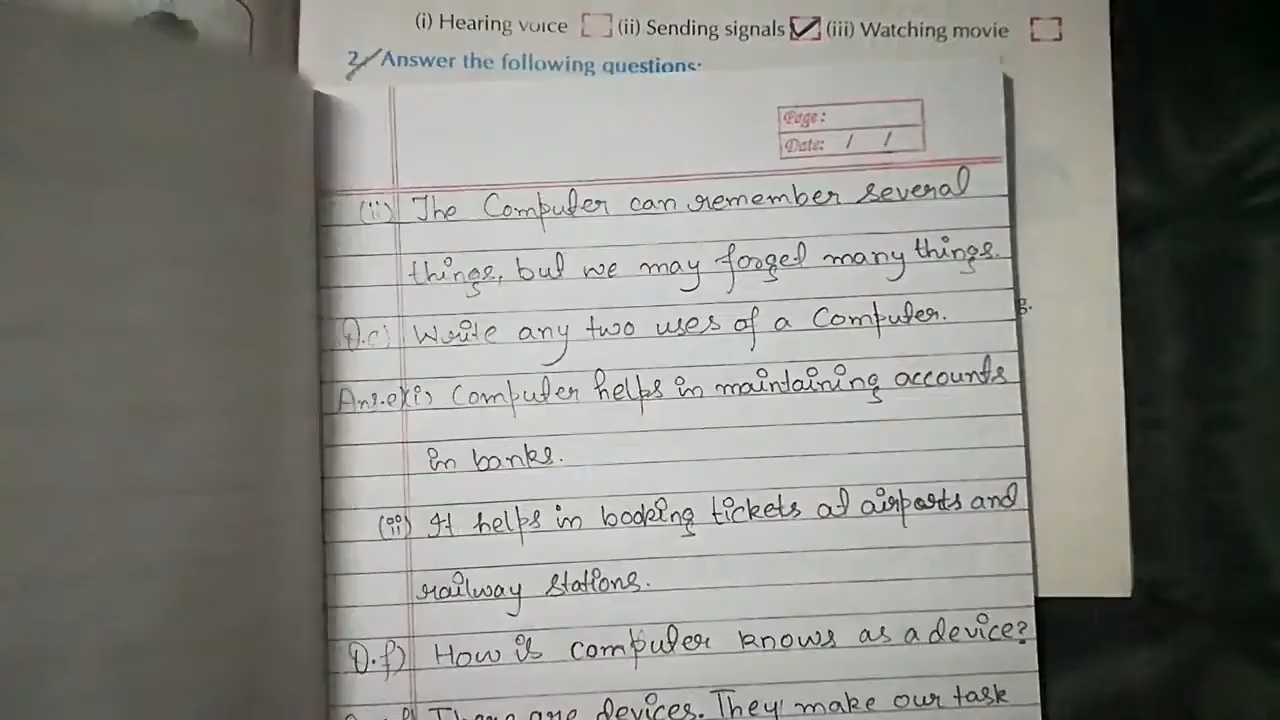 (i) Hearing voice (ii) Sending signals (iii) Watching movie
2. Answer the following questions:
Page:
Date: / /
(ii) The Computer can remember several
things, but we may forget many things.
Write any two uses of a Computer.
(i) Computer helps in maintaining accounts
in banks.
(ii) It helps in booking tickets at airports and
railway stations.
Q.f) How is computer knows as a device?
devices. They make our task